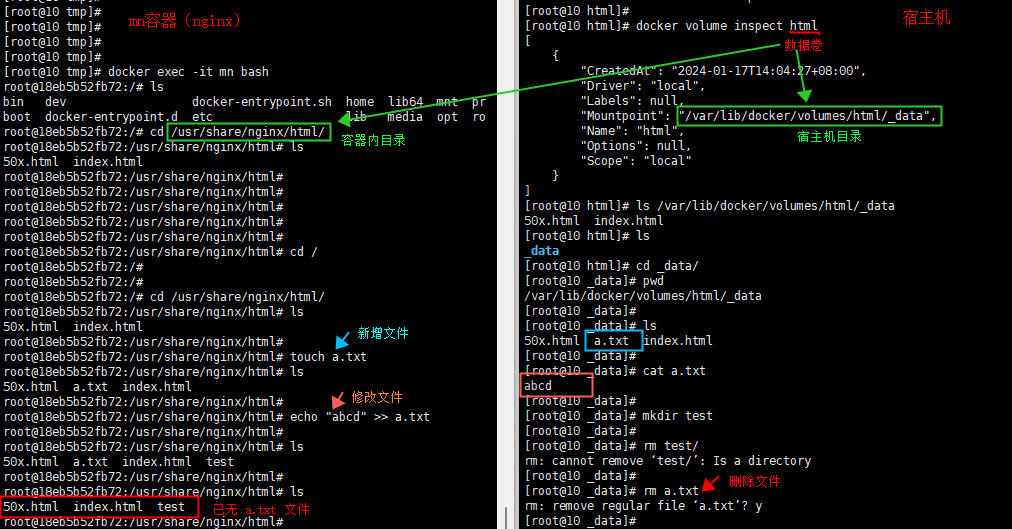 [root@10 tmp]#
mn容器（nginx）
[root@10 tmp]#
[root@10 tmp]#
[root@10 tmp]#
[root@10 tmp]# docker exec -it mn bash
root@18eb5b52fb72:/# ls
bin dev docker-entrypoint.sh home lib64 mnt pr
boot docker-entrypoint.d etc lib media opt ro
root@18eb5b52fb72:/# cd /usr/share/nginx/html/
容器内目录
root@18eb5b52fb72:/usr/share/nginx/html# ls
50x.html index.html
root@18eb5b52fb72:/usr/share/nginx/html#
root@18eb5b52fb72:/usr/share/nginx/html#
root@18eb5b52fb72:/usr/share/nginx/html#
root@18eb5b52fb72:/usr/share/nginx/html#
root@18eb5b52fb72:/usr/share/nginx/html#
root@18eb5b52fb72:/usr/share/nginx/html# cd /
root@18eb5b52fb72:/#
root@18eb5b52fb72:/#
root@18eb5b52fb72:/# cd /usr/share/nginx/html/
root@18eb5b52fb72:/usr/share/nginx/html# ls
50x.html index.html
新增文件
root@18eb5b52fb72:/usr/share/nginx/html#
root@18eb5b52fb72:/usr/share/nginx/html# touch a.txt
root@18eb5b52fb72:/usr/share/nginx/html# ls
50x.html a.txt index.html
修改文件
root@18eb5b52fb72:/usr/share/nginx/html#
root@18eb5b52fb72:/usr/share/nginx/html# echo "abcd" >> a.txt
root@18eb5b52fb72:/usr/share/nginx/html#
root@18eb5b52fb72:/usr/share/nginx/html# ls
50x.html a.txt index.html test
root@18eb5b52fb72:/usr/share/nginx/html#
root@18eb5b52fb72:/usr/share/nginx/html# ls
50x.html index.html test
已无 a.txt 文件
root@18eb5b52fb72:/usr/share/nginx/html#
[root@10 html]#
宿主机
[root@10 html]# docker volume inspect html
数据卷
[
{
"CreatedAt": "2024-01-17T14:04:27+08:00",
"Driver": "local",
"Labels": null,
"Mountpoint": "/var/lib/docker/volumes/html/_data",
"Name": "html",
宿主机目录
"Options": null,
"Scope": "local"
}
]
[root@10 html]# ls /var/lib/docker/volumes/html/_data
50x.html index.html
[root@10 html]# ls
_data
[root@10 html]# cd _data/
[root@10 _data]# pwd
/var/lib/docker/volumes/html/_data
[root@10 _data]#
[root@10 _data]# ls
50x.html a.txt index.html
[root@10 _data]#
[root@10 _data]# cat a.txt
abcd
[root@10 _data]#
[root@10 _data]# mkdir test
[root@10 _data]#
[root@10 _data]# rm test/
rm: cannot remove ‘test/’: Is a directory
[root@10 _data]#
删除文件
[root@10 _data]# rm a.txt
rm: remove regular file ‘a.txt’? y
[root@10 _data]#